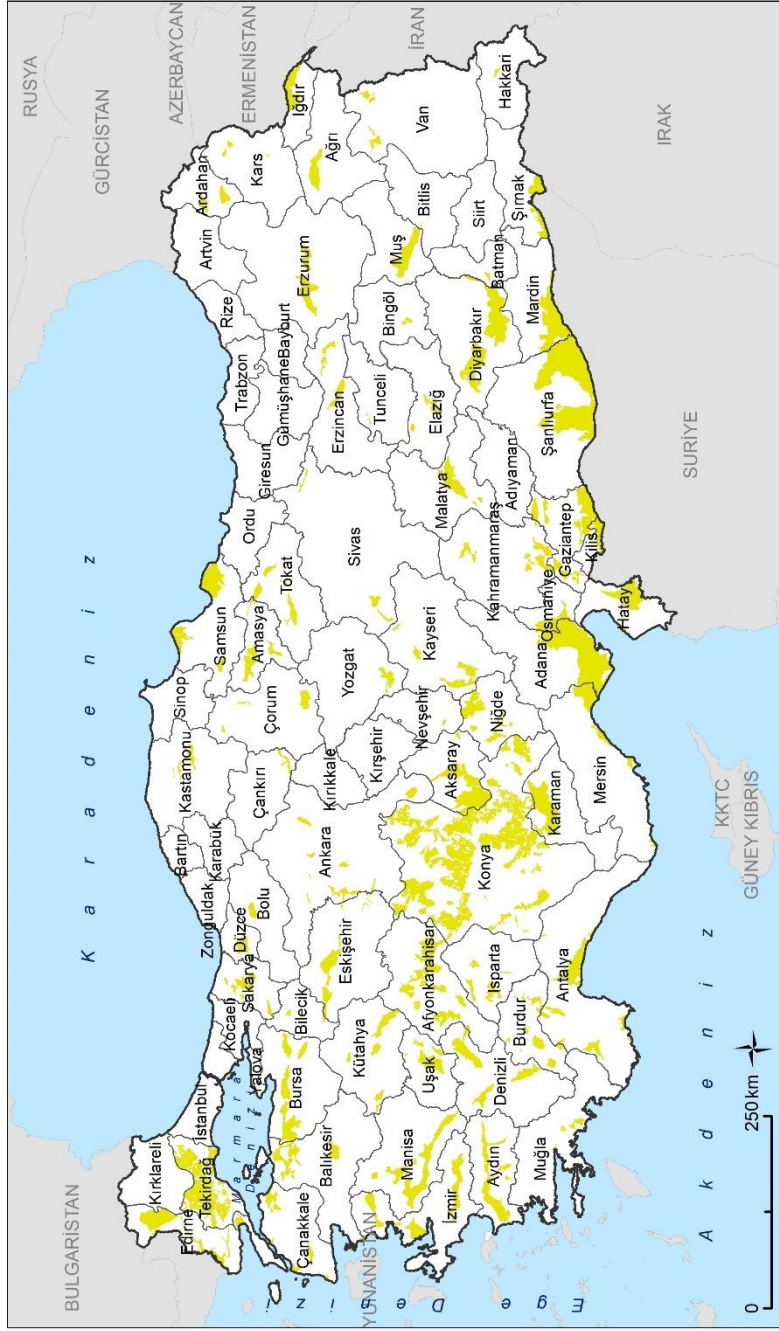 RUSYA
GÜRCİSTAN
AZERBAYCAN
ERMENİSTAN
İRAN
IRAK
SURİYE
KKTC
GÜNEY KIBRIS
BULGARİSTAN
YUNANİSTAN
Karadeniz
Marmara
Denizi
Ege Denizi
Akdeniz
Kırklareli
Edirne
Tekirdağ
İstanbul
Kocaeli
Yalova
Sakarya
Düzce
Zonguldak
Bartın
Karabük
Kastamonu
Sinop
Samsun
Ordu
Giresun
Trabzon
Rize
Artvin
Ardahan
Kars
Iğdır
Ağrı
Erzurum
Bayburt
Gümüşhane
Erzincan
Tunceli
Bingöl
Muş
Bitlis
Van
Hakkari
Şırnak
Siirt
Batman
Mardin
Diyarbakır
Elazığ
Malatya
Adıyaman
Şanlıurfa
Gaziantep
Kilis
Kahramanmaraş
Osmaniye
Hatay
Adana
Mersin
Niğde
Kayseri
Sivas
Tokat
Amasya
Çorum
Yozgat
Kırşehir
Nevşehir
Aksaray
Kırıkkale
Çankırı
Ankara
Bolu
Eskişehir
Bilecik
Bursa
Balıkesir
Çanakkale
Kütahya
Afyonkarahisar
Uşak
Manisa
İzmir
Aydın
Muğla
Denizli
Burdur
Isparta
Antalya
Konya
Karaman
0 250km